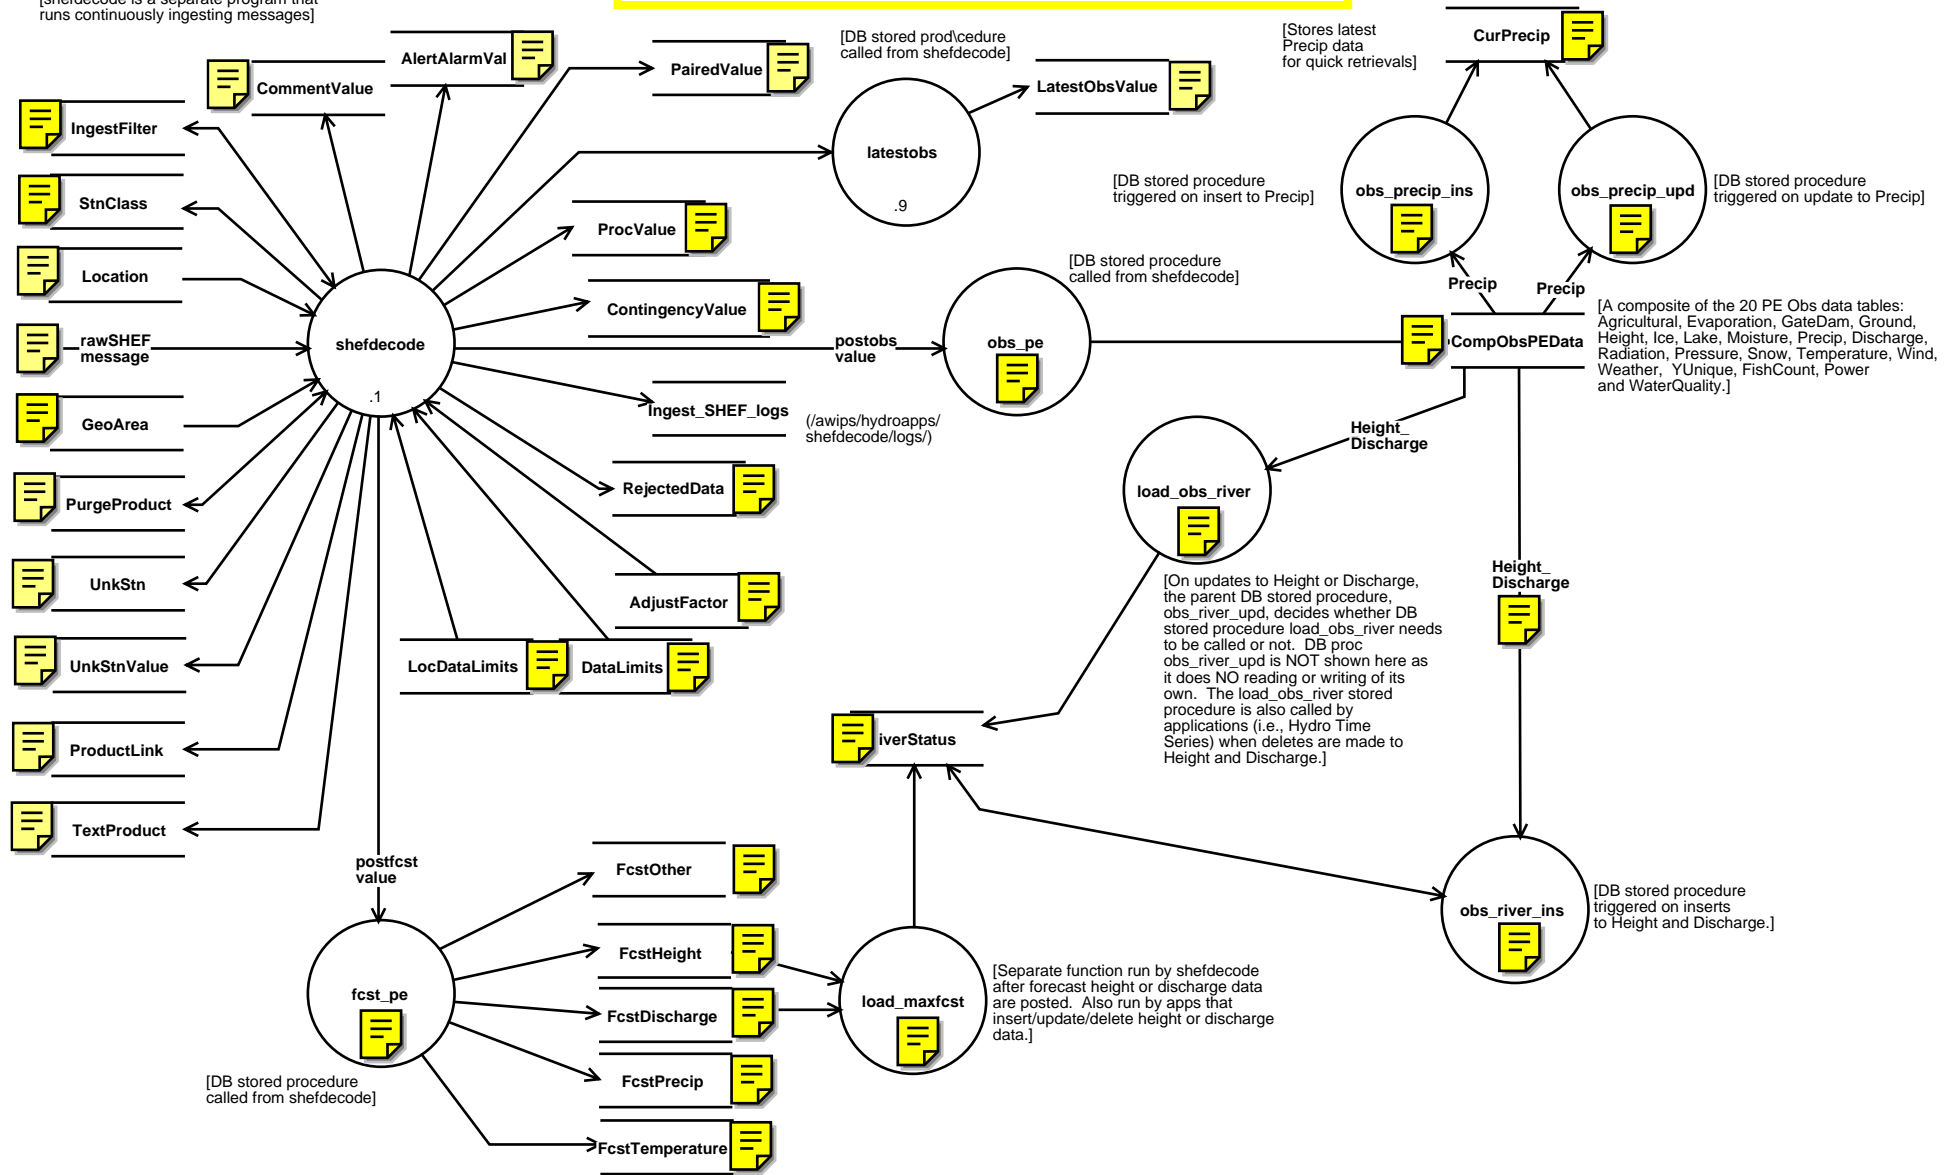 [shefdecode is a separate program that
runs continuously ingesting messages]
AlertAlarmVal
CommentValue
PairedValue
[DB stored prod\cedure
called from shefdecode]
LatestObsValue
[Stores latest
Precip data
for quick retrievals]
CurPrecip
IngestFilter
latestobs
.9
StnClass
[DB stored procedure
triggered on insert to Precip]
obs_precip_ins
obs_precip_upd
[DB stored procedure
triggered on update to Precip]
ProcValue
Location
[DB stored procedure
called from shefdecode]
Precip
Precip
ContingencyValue
rawSHEF
message
shefdecode
.1
postobs
value
obs_pe
CompObsPEData
[A composite of the 20 PE Obs data tables:
Agricultural, Evaporation, GateDam, Ground,
Height, Ice, Lake, Moisture, Precip, Discharge,
Radiation, Pressure, Snow, Temperature, Wind,
Weather, YUnique, FishCount, Power
and WaterQuality.]
GeoArea
Ingest_SHEF_logs
(/awips/hydroapps/
shefdecode/logs/)
Height_
Discharge
PurgeProduct
RejectedData
load_obs_river
UnkStn
AdjustFactor
Height_
Discharge
[On updates to Height or Discharge,
the parent DB stored procedure,
obs_river_upd, decides whether DB
stored procedure load_obs_river needs
to be called or not. DB proc
obs_river_upd is NOT shown here as
it does NO reading or writing of its
own. The load_obs_river stored
procedure is also called by
applications (i.e., Hydro Time
Series) when deletes are made to
Height and Discharge.]
UnkStnValue
LocDataLimits
DataLimits
ProductLink
iverStatus
TextProduct
postfcst
value
FcstOther
obs_river_ins
[DB stored procedure
triggered on inserts
to Height and Discharge.]
FcstHeight
fcst_pe
load_maxfcst
[Separate function run by shefdecode
after forecast height or discharge data
are posted. Also run by apps that
insert/update/delete height or discharge
data.]
FcstDischarge
FcstPrecip
[DB stored procedure
called from shefdecode]
FcstTemperature